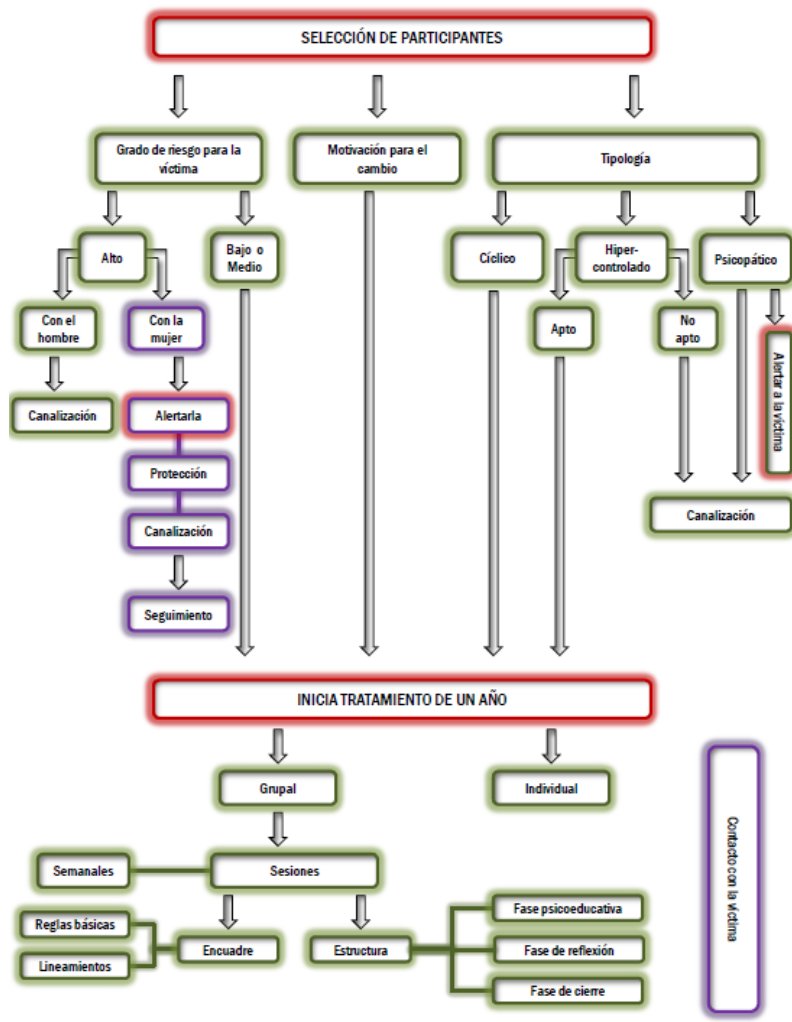 SELECCIÓN DE PARTICIPANTES
Grado de riesgo para la
víctima
Motivación para el
cambio
Tipología
Alto
Bajo o
Medio
Cíclico
Hiper-
controlado
Psicopático
Con el
hombre
Con la
mujer
Apto
No
apto
Alertar a la víctima
Canalización
Alertarla
Protección
Canalización
Canalización
Seguimiento
INICIA TRATAMIENTO DE UN AÑO
Grupal
Individual
Contacto con la víctima
Semanales
Sesiones
Reglas básicas
Lineamientos
Encuadre
Estructura
Fase psicoeducativa
Fase de reflexión
Fase de cierre